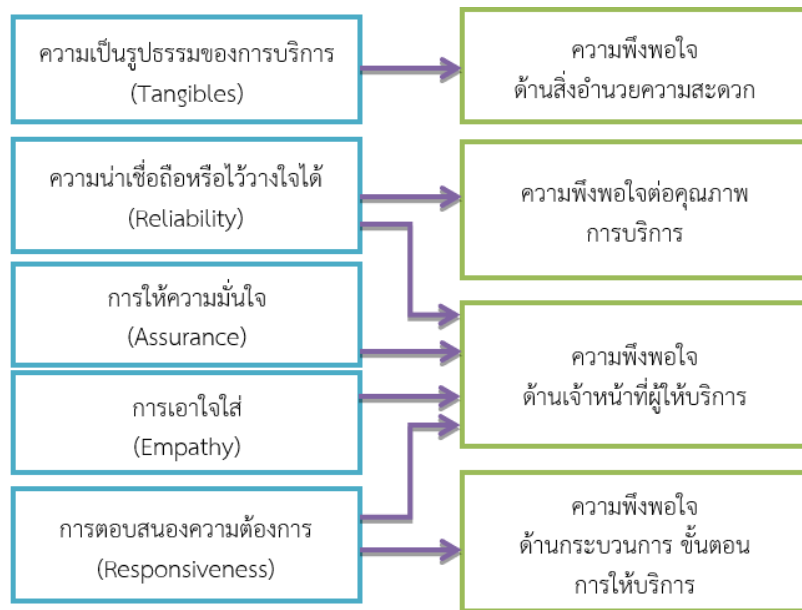 ความเป็นรูปธรรมของการบริการ
(Tangibles)
ความพึงพอใจ
ด้านสิ่งอำนวยความสะดวก
ความน่าเชื่อถือหรือไว้วางใจได้
(Reliability)
ความพึงพอใจต่อคุณภาพ
การบริการ
การให้ความมั่นใจ
(Assurance)
ความพึงพอใจ
ด้านเจ้าหน้าที่ผู้ให้บริการ
การเอาใจใส่
(Empathy)
การตอบสนองความต้องการ
(Responsiveness)
ความพึงพอใจ
ด้านกระบวนการ ขั้นตอน
การให้บริการ